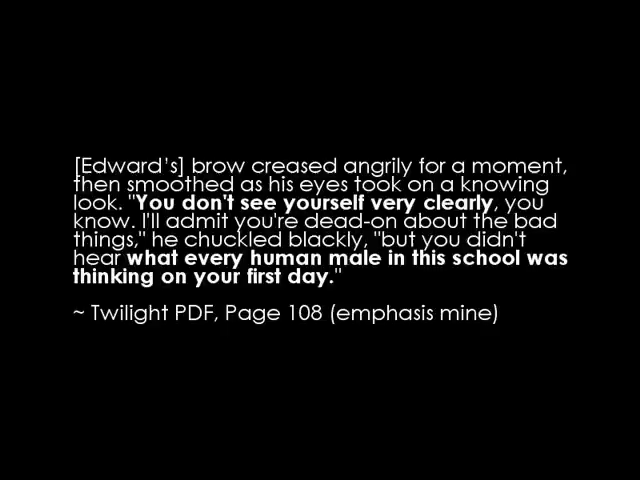 [Edward's] brow creased angrily for a moment,
then smoothed as his eyes took on a knowing
look. "You don't see yourself very clearly, you
know. I'll admit you're dead-on about the bad
things," he chuckled blackly, "but you didn't
hear what every human male in this school was
thinking on your first day."
~ Twilight PDF, Page 108 (emphasis mine)